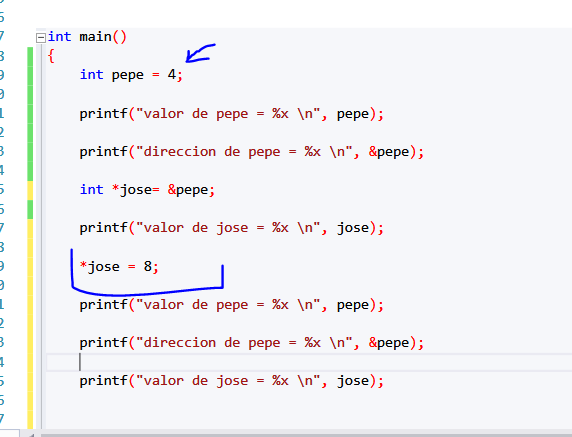 int main()
{
int pepe = 4;
printf("valor de pepe = %x \n", pepe);
printf("direccion de pepe = %x \n", &pepe);
int *jose= &pepe;
printf("valor de jose = %x \n", jose);
*jose = 8;
printf("valor de pepe = %x \n", pepe);
printf("direccion de pepe = %x \n", &pepe);
printf("valor de jose = %x \n", jose);